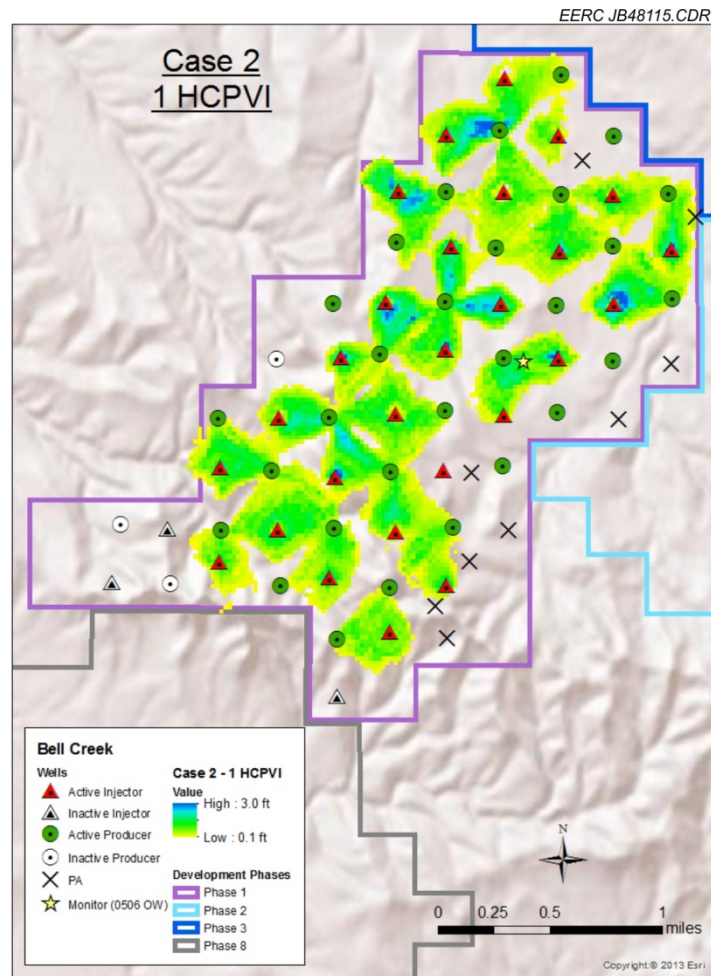 EERC JB48115.CDR
Case 2
1 HCPVI
Bell Creek
Wells
Active Injector
Inactive Injector
Active Producer
Inactive Producer
PA
Monitor (0506 OW)
Case 2 - 1 HCPVI
Value
High : 3.0 ft
Low : 0.1 ft
Development Phases
Phase 1
Phase 2
Phase 3
Phase 8
N
0 0.25 0.5 1
miles
Copyright:© 2013 Esri